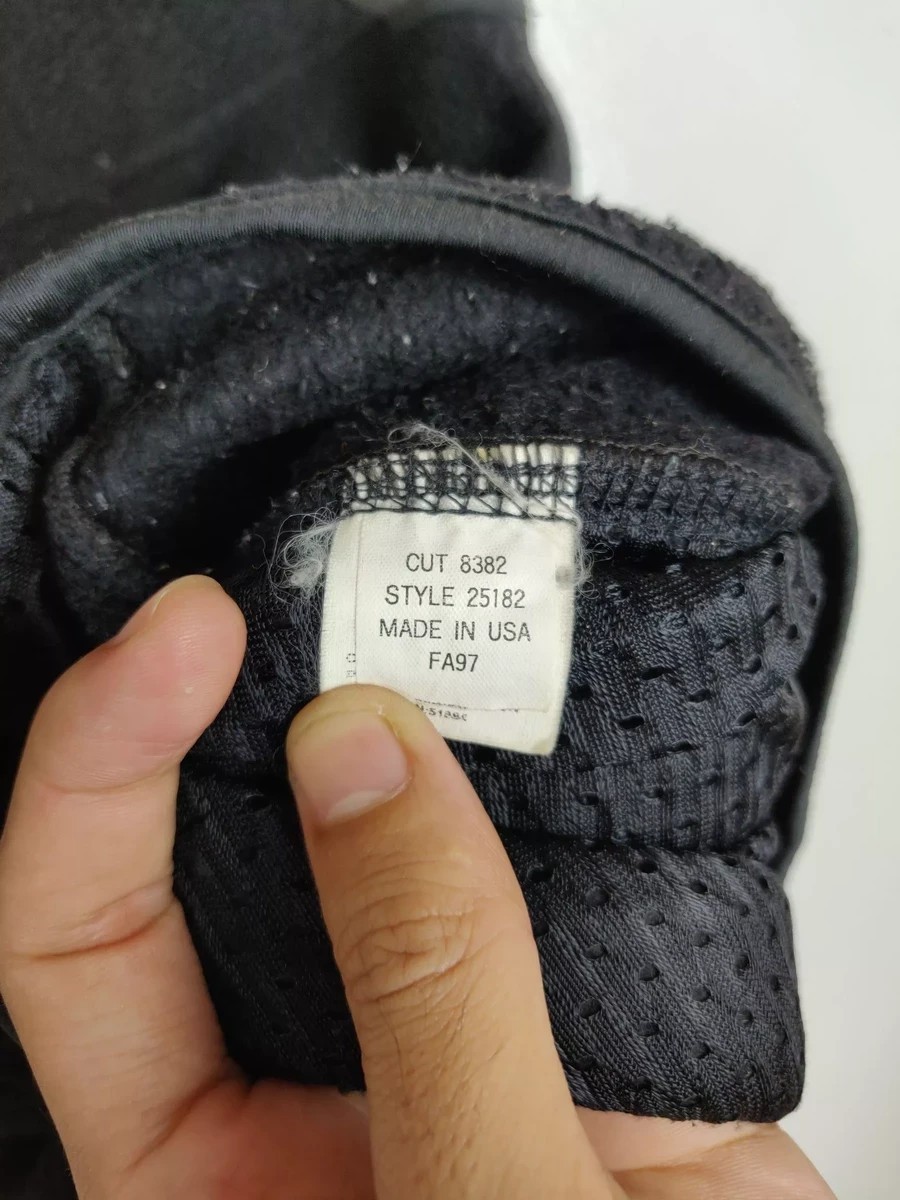 CUT 8382
STYLE 25182
MADE IN USA
FA97